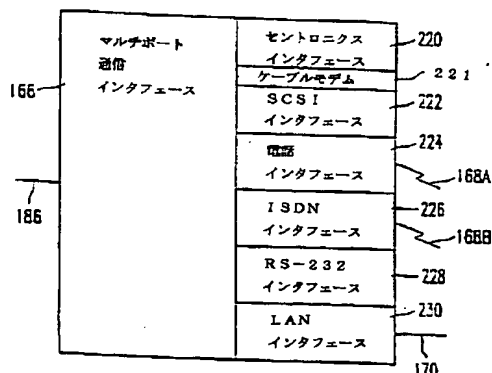 マルチポート
通信
インタフェース
166
186
セントロニクス
インタフェース
220
ケーブルモデム
221
SCSI
インタフェース
222
電話
インタフェース
224
168A
ISDN
インタフェース
226
168B
RS-232
インタフェース
228
LAN
インタフェース
230
170